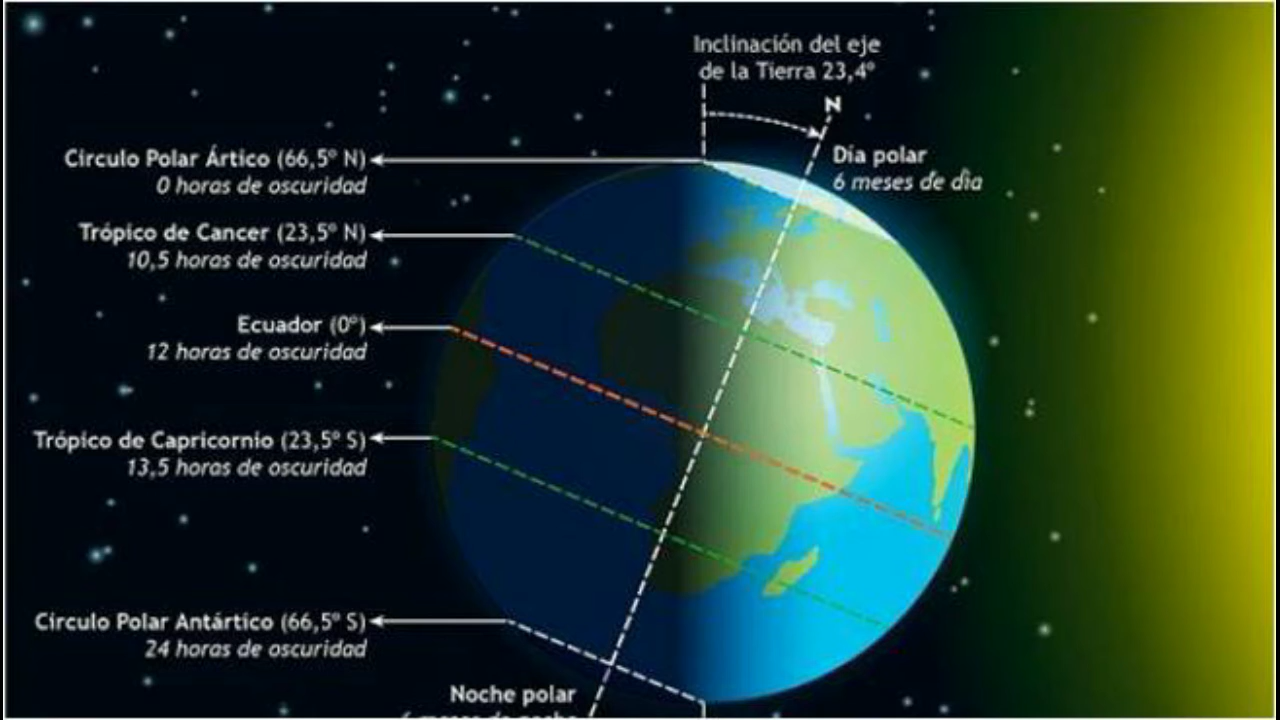 Inclinación del eje
de la Tierra 23,4º
N
Día polar
6 meses de día
Círculo Polar Ártico (66,5º N)
0 horas de oscuridad
Trópico de Cancer (23,5º N)
10,5 horas de oscuridad
Ecuador (0º)
12 horas de oscuridad
Trópico de Capricornio (23,5º S)
13,5 horas de oscuridad
Círculo Polar Antártico (66,5º S)
24 horas de oscuridad
Noche polar